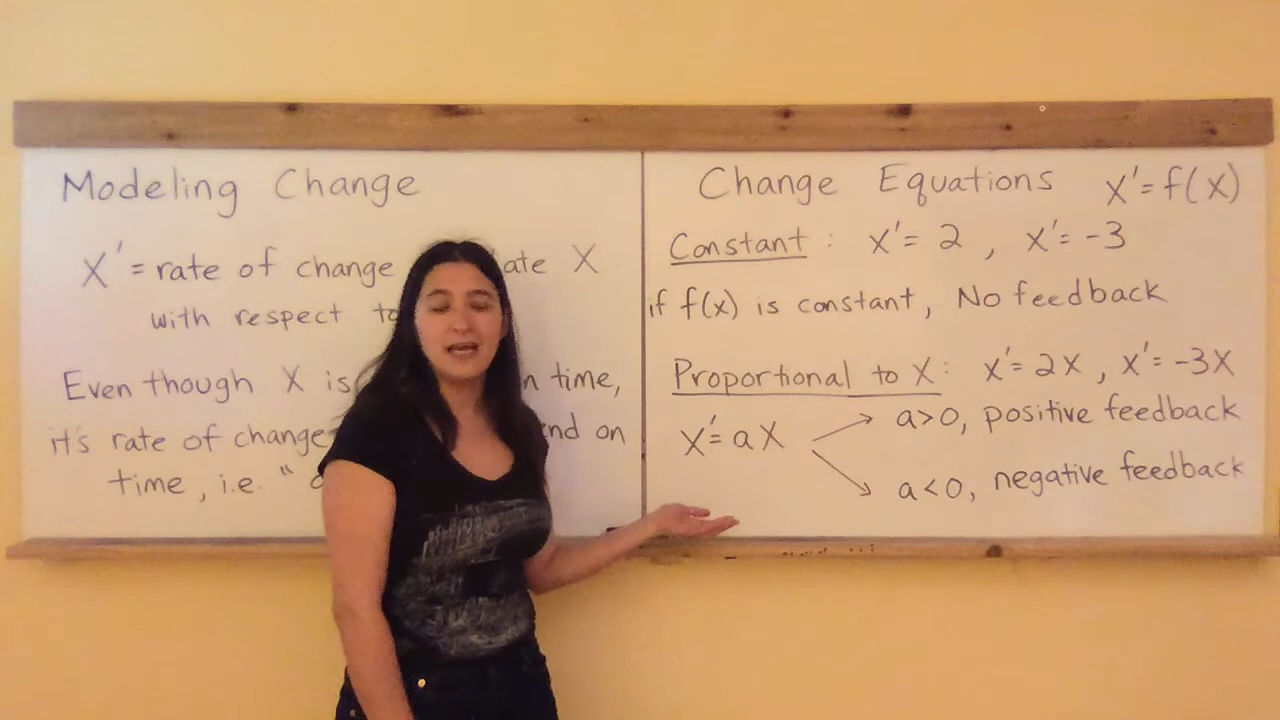 Modeling Change
X' = rate of change ate X
with respect to
Even though X is n time,
it's rate of change nd on
time, i.e. "
Change Equations X' = f(X)
Constant : X' = 2 , X' = -3
if f(x) is constant, No feedback
Proportional to X : X' = 2X , X' = -3X
X' = aX
a>0, positive feedback
a<0, negative feedback